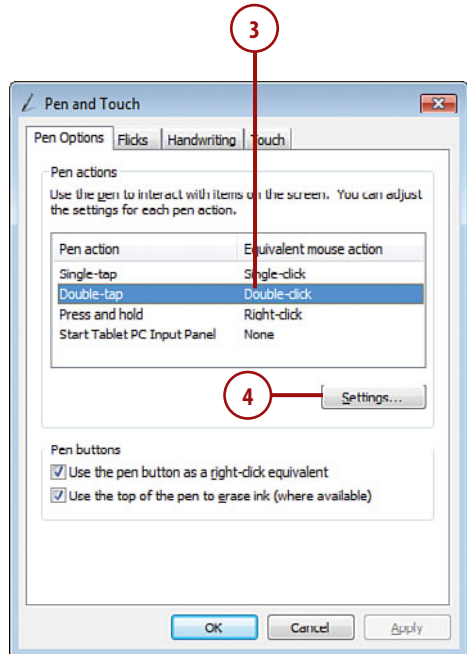 3
Pen and Touch
Pen Options Flicks Handwriting Touch
Pen actions
Use the pen to interact with items on the screen. You can adjust
the settings for each pen action.
Pen action Equivalent mouse action
Single-tap Single-click
Double-tap Double-click
Press and hold Right-click
Start Tablet PC Input Panel None
4 Settings...
Pen buttons
Use the pen button as a right-click equivalent
Use the top of the pen to erase ink (where available)
OK Cancel Apply